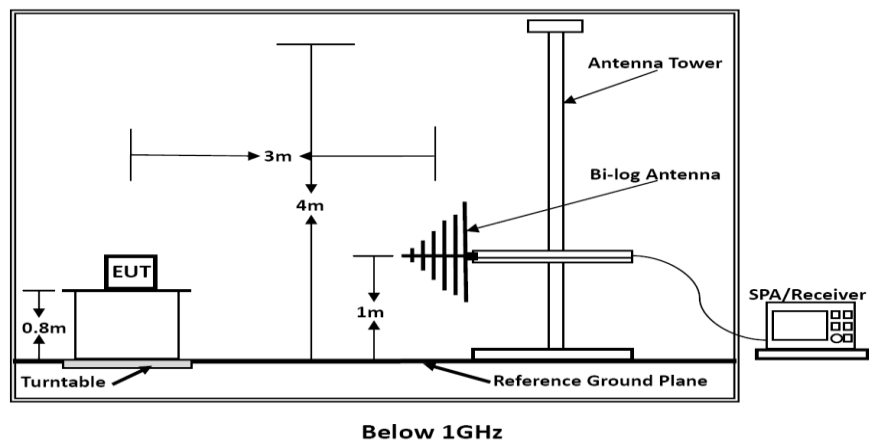 Antenna Tower
3m
Bi-log Antenna
4m
EUT
SPA/Receiver
0.8m
1m
Turntable
Reference Ground Plane
Below 1GHz